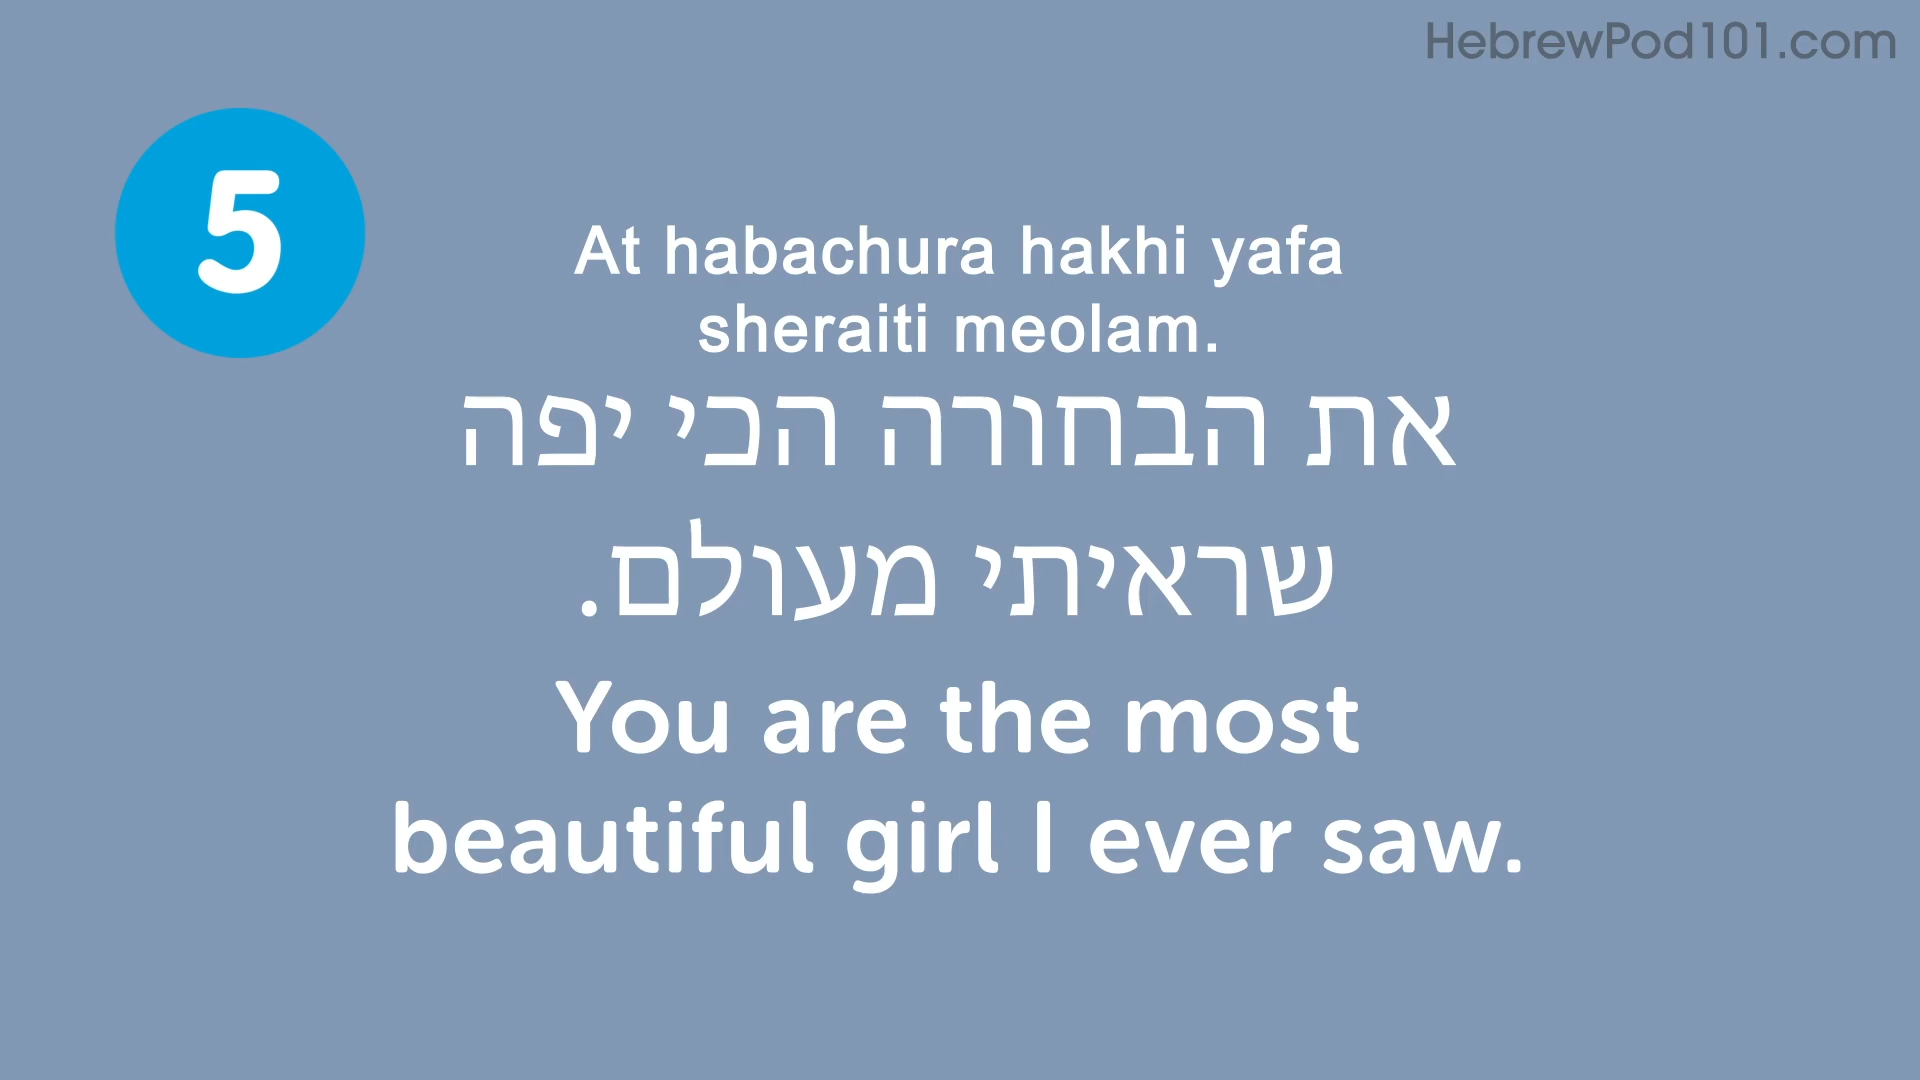 HebrewPod101.com
5
At habachura hakhi yafa
sheraiti meolam.
את הבחורה הכי יפה
שראיתי מעולם.
You are the most
beautiful girl I ever saw.